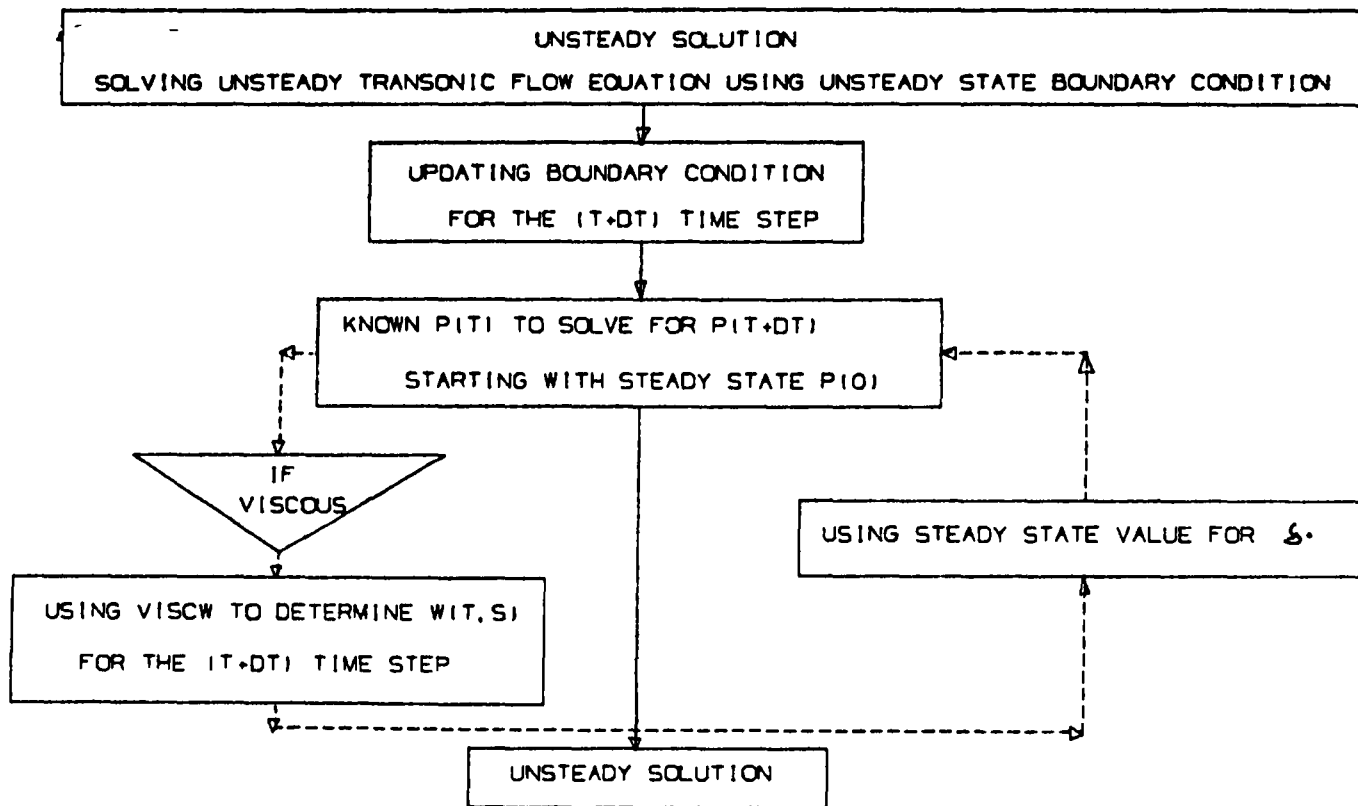 UNSTEADY SOLUTION
SOLVING UNSTEADY TRANSONIC FLOW EQUATION USING UNSTEADY STATE BOUNDARY CONDITION
UPDATING BOUNDARY CONDITION
FOR THE (T+DT) TIME STEP
KNOWN P(T) TO SOLVE FOR P(T+DT)
STARTING WITH STEADY STATE P(0)
IF
VISCOUS
USING STEADY STATE VALUE FOR
USING VISCW TO DETERMINE W(T,S)
FOR THE (T+DT) TIME STEP
UNSTEADY SOLUTION